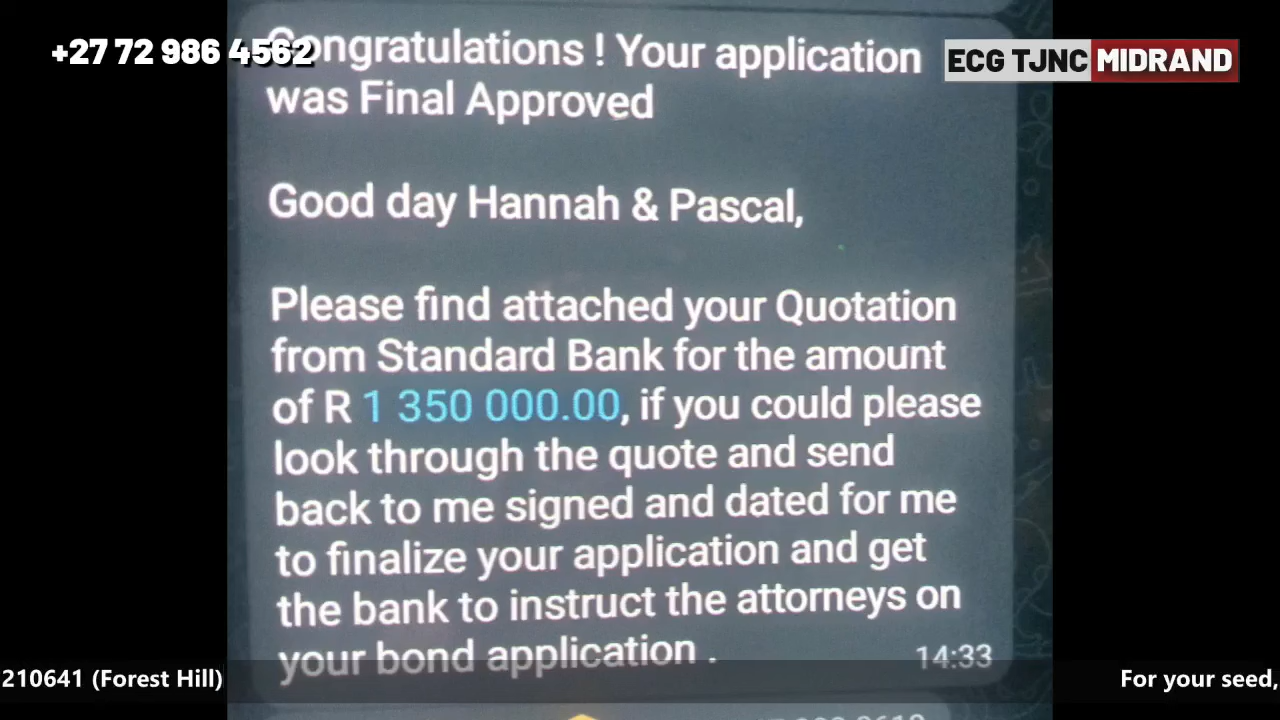 +27 72 986 4562
ECG TJNC MIDRAND
Congratulations ! Your application
was Final Approved
Good day Hannah & Pascal,
Please find attached your Quotation
from Standard Bank for the amount
of R 1 350 000.00, if you could please
look through the quote and send
back to me signed and dated for me
to finalize your application and get
the bank to instruct the attorneys on
your bond application .
14:33
210641 (Forest Hill)
For your seed,